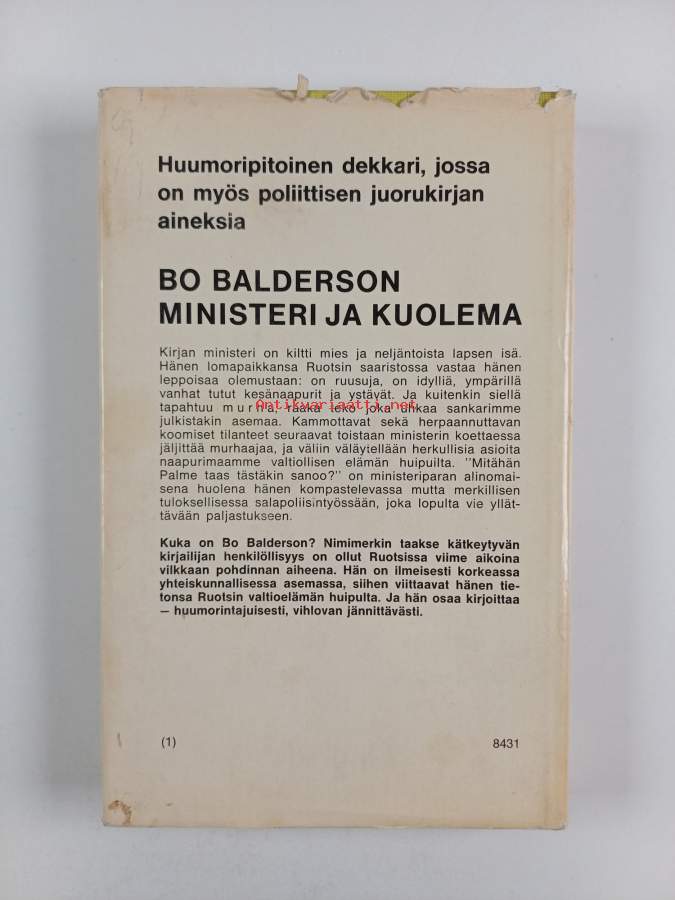 Huumoripitoinen dekkari, jossa
on myös poliittisen juorukirjan
aineksia
BO BALDERSON
MINISTERI JA KUOLEMA
Kirjan ministeri on kiltti mies ja neljäntoista lapsen isä.
Hänen lomapaikkansa Ruotsin saaristossa vastaa hänen
leppoisaa olemustaan: on ruusuja, on idylliä, ympärillä
vanhat tutut kesänaapurit ja ystävät. Ja kuitenkin siellä
tapahtuu murha, raaka teko joka uhkaa sankarimme
Antikvariaatti.net
julkistakin asemaa. Kammottavat sekä herpaannuttavan
koomiset tilanteet seuraavat toistaan ministerin koettaessa
jäljittää murhaajaa, ja väliin väläytellään herkullisia asioita
naapurimaamme valtiollisen elämän huipuilta. "Mitähän
Palme taas tästäkin sanoo?" on ministeriparan alinomai-
sena huolena hänen kompastelevassa mutta merkillisen
tuloksellisessa salapoliisintyössään, joka lopulta vie yllät-
tävään paljastukseen.
Kuka on Bo Balderson? Nimimerkin taakse kätkeytyvän
kirjailijan henkilöllisyys on ollut Ruotsissa viime aikoina
vilkkaan pohdinnan aiheena. Hän on ilmeisesti korkeassa
yhteiskunnallisessa asemassa, siihen viittaavat hänen tie-
tonsa Ruotsin valtioelämän huipulta. Ja hän osaa kirjoittaa
— huumorintajuisesti, vihlovan jännittävästi.
(1) 8431